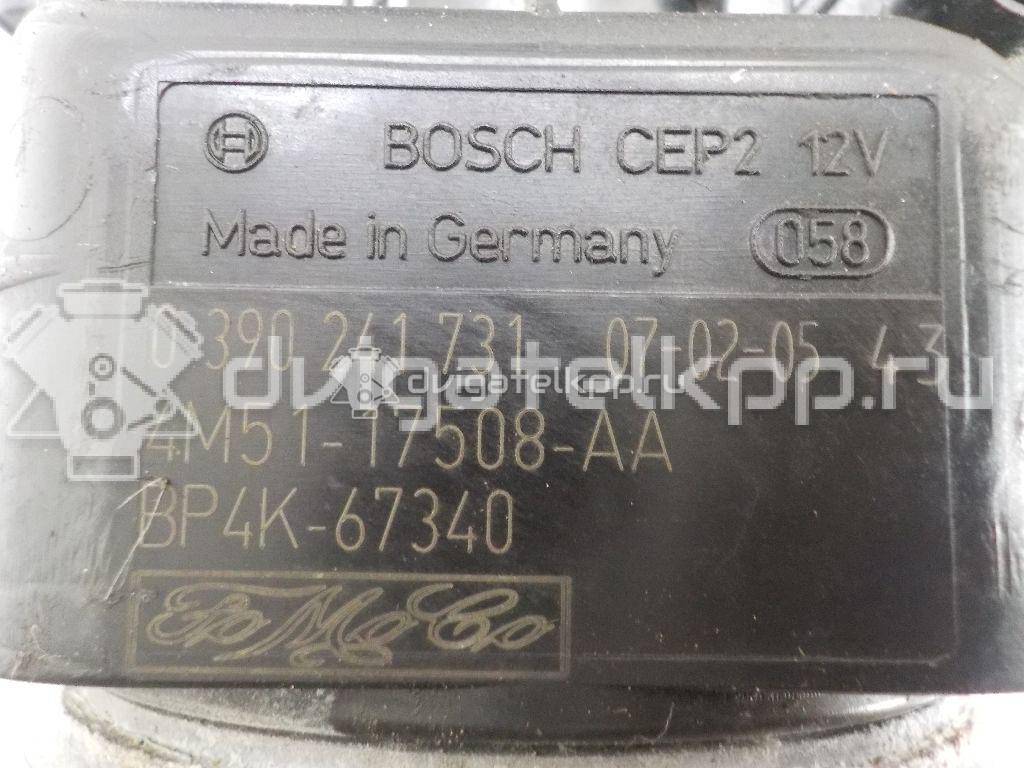 BOSCH CEP2 12V
Made in Germany 058
0 390 241 731 07-02-05 43
dvigatelkpp.com
4M51-17508-AA
BP4K-67340
FoMoCo